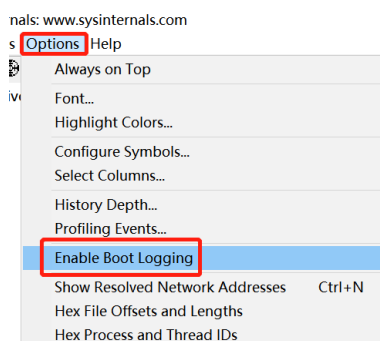 nals: www.sysinternals.com
s Options Help
Always on Top
Font...
Highlight Colors...
Configure Symbols...
Select Columns...
History Depth...
Profiling Events...
Enable Boot Logging
Show Resolved Network Addresses Ctrl+N
Hex File Offsets and Lengths
Hex Process and Thread IDs